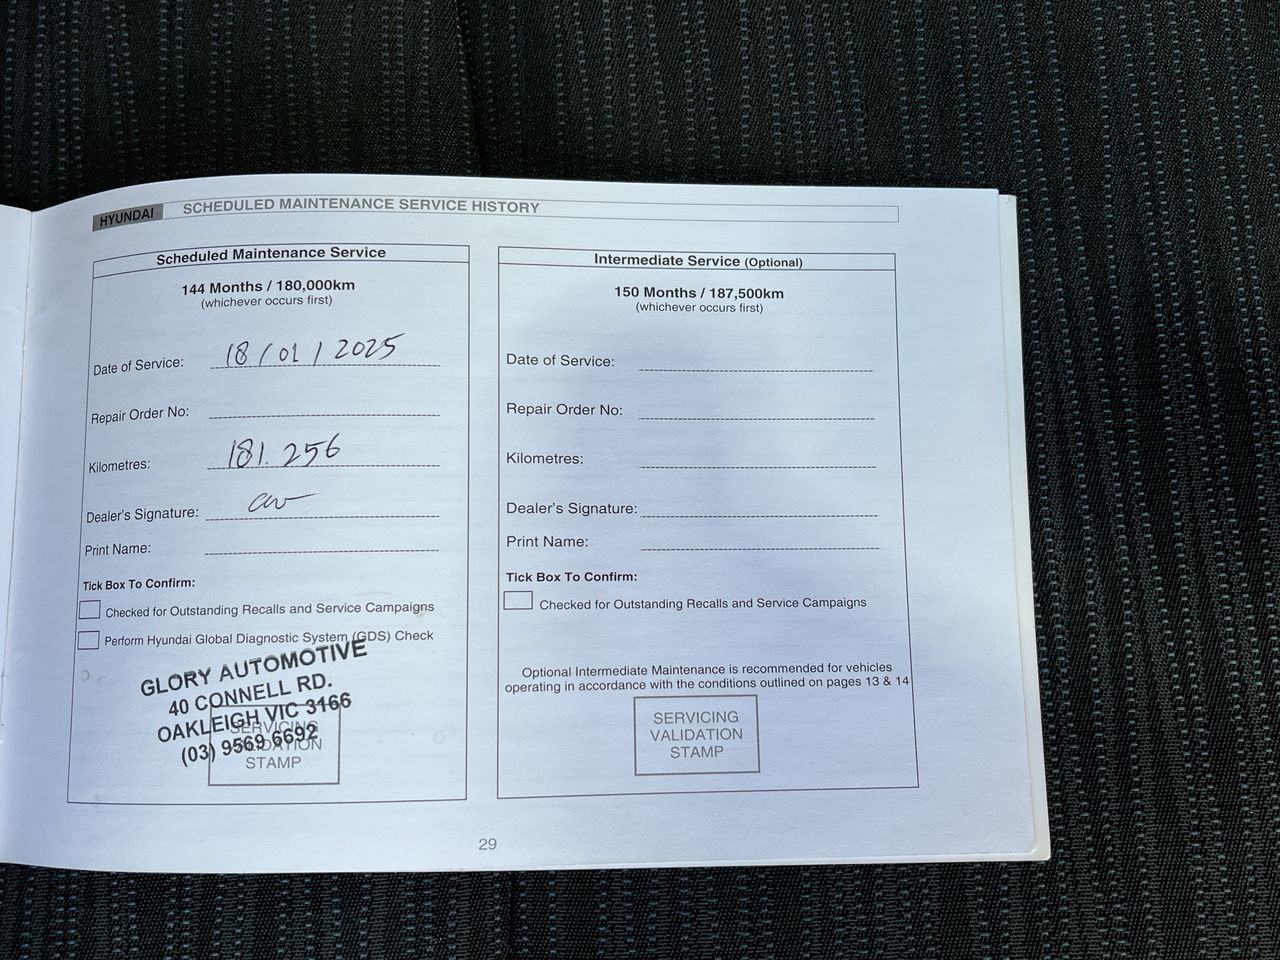 HYUNDAI SCHEDULED MAINTENANCE SERVICE HISTORY
Scheduled Maintenance Service
144 Months / 180,000km
(whichever occurs first)
Date of Service: 18/01/2025
Repair Order No:
Kilometres: 181.256
Dealer's Signature:
Print Name:
Tick Box To Confirm:
Checked for Outstanding Recalls and Service Campaigns
Perform Hyundai Global Diagnostic System (GDS) Check
GLORY AUTOMOTIVE
40 CONNELL RD.
OAKLEIGH VIC 3166
(03) 9569 6692
SERVICING
VALIDATION
STAMP
Intermediate Service (Optional)
150 Months / 187,500km
(whichever occurs first)
Date of Service:
Repair Order No:
Kilometres:
Dealer's Signature:
Print Name:
Tick Box To Confirm:
Checked for Outstanding Recalls and Service Campaigns
Optional Intermediate Maintenance is recommended for vehicles
operating in accordance with the conditions outlined on pages 13 & 14
SERVICING
VALIDATION
STAMP
29